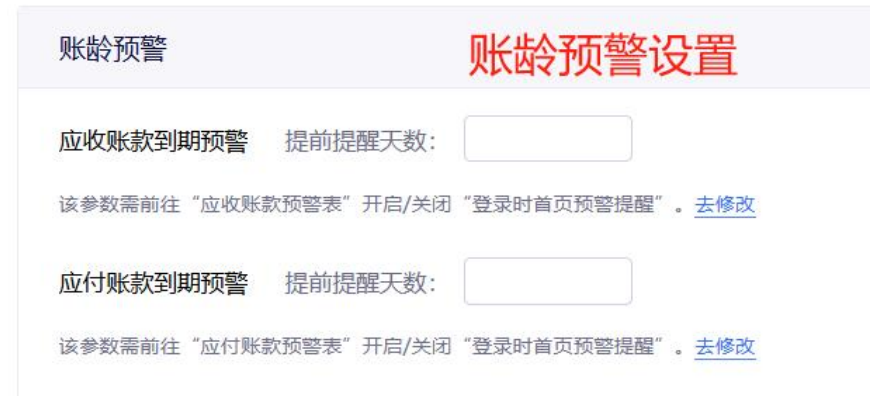 账龄预警
账龄预警设置
应收账款到期预警 提前提醒天数：
该参数需前往“应收账款预警表”开启/关闭“登录时首页预警提醒”。去修改
应付账款到期预警 提前提醒天数：
该参数需前往“应付账款预警表”开启/关闭“登录时首页预警提醒”。去修改